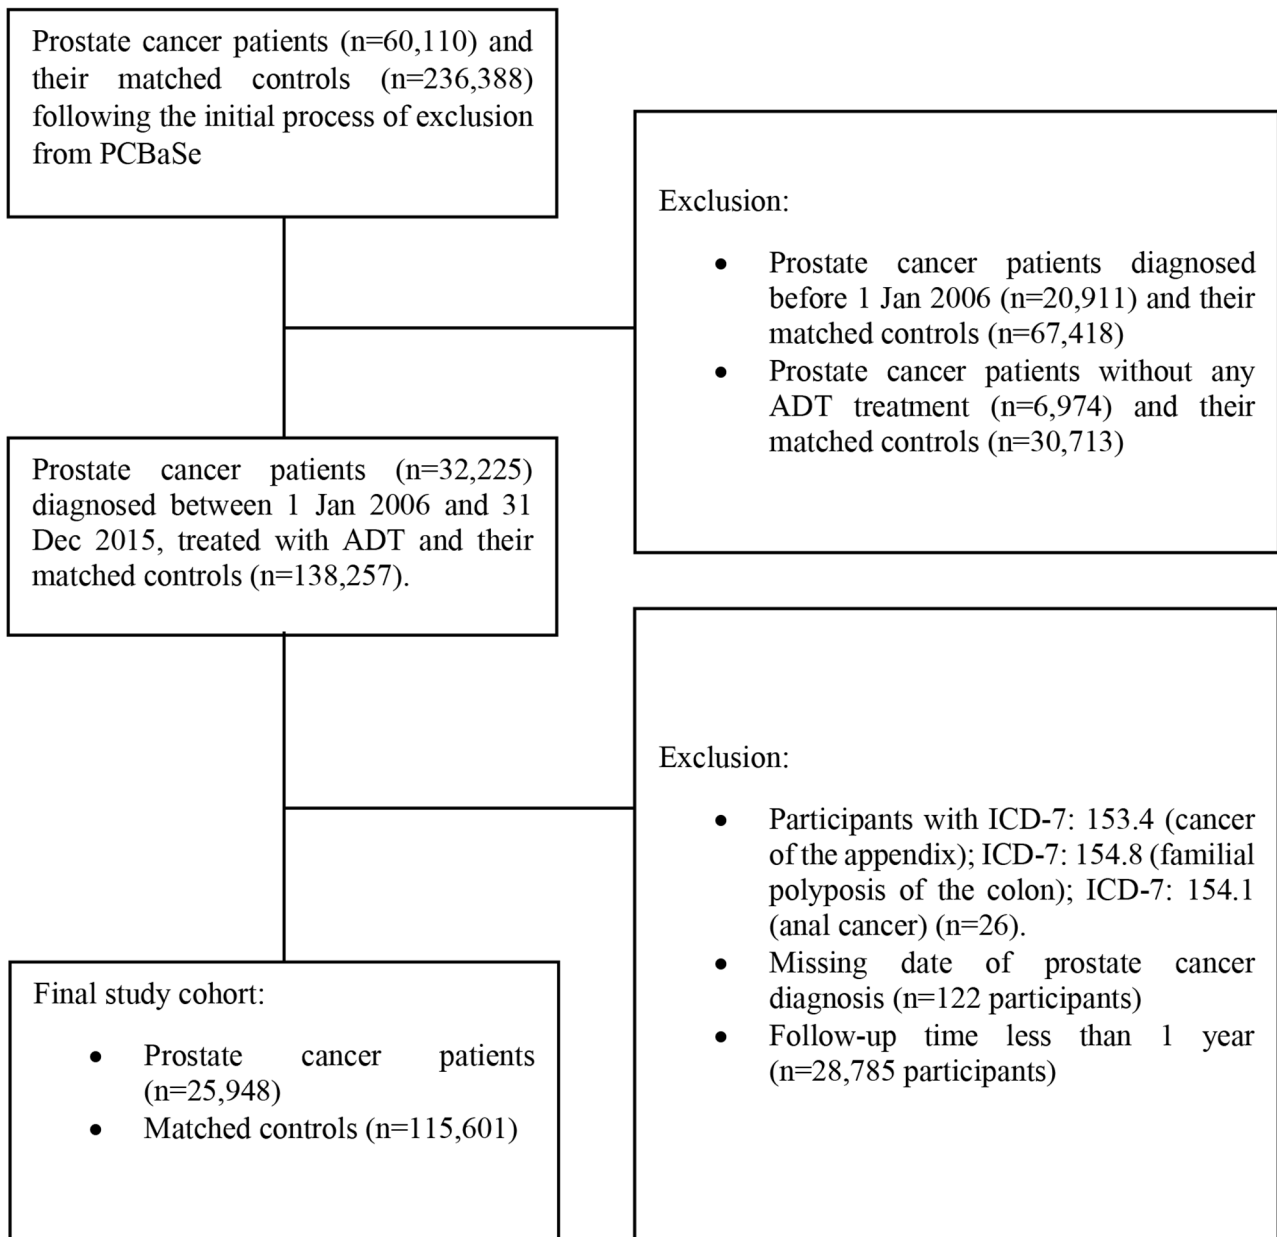 Prostate cancer patients (n=60,110) and
their matched controls (n=236,388)
following the initial process of exclusion
from PCBaSe
Exclusion:
• Prostate cancer patients diagnosed
before 1 Jan 2006 (n=20,911) and their
matched controls (n=67,418)
• Prostate cancer patients without any
ADT treatment (n=6,974) and their
matched controls (n=30,713)
Prostate cancer patients (n=32,225)
diagnosed between 1 Jan 2006 and 31
Dec 2015, treated with ADT and their
matched controls (n=138,257).
Exclusion:
• Participants with ICD-7: 153.4 (cancer
of the appendix); ICD-7: 154.8 (familial
polyposis of the colon); ICD-7: 154.1
(anal cancer) (n=26).
• Missing date of prostate cancer
diagnosis (n=122 participants)
• Follow-up time less than 1 year
(n=28,785 participants)
Final study cohort:
• Prostate cancer patients
(n=25,948)
• Matched controls (n=115,601)